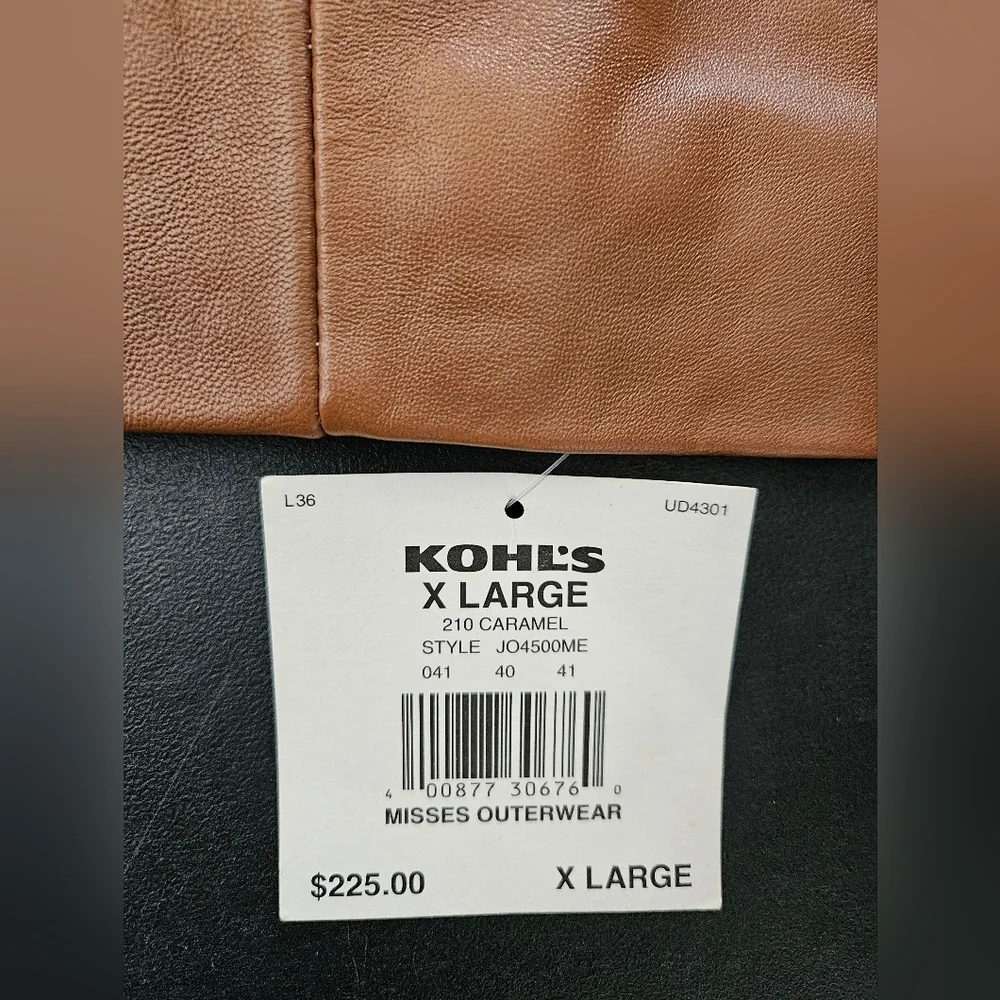 L36 UD4301
KOHL'S
X LARGE
210 CARAMEL
STYLE JO4500ME
041 40 41
4 00877 30676 0
MISSES OUTERWEAR
$225.00 X LARGE